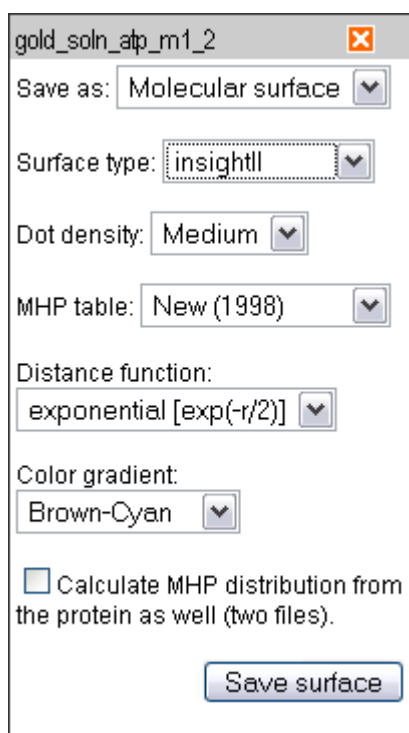 gold_soln_atp_m1_2
Save as: Molecular surface
Surface type: insightII
Dot density: Medium
MHP table: New (1998)
Distance function:
exponential [exp(-r/2)]
Color gradient:
Brown-Cyan
Calculate MHP distribution from
the protein as well (two files).
Save surface